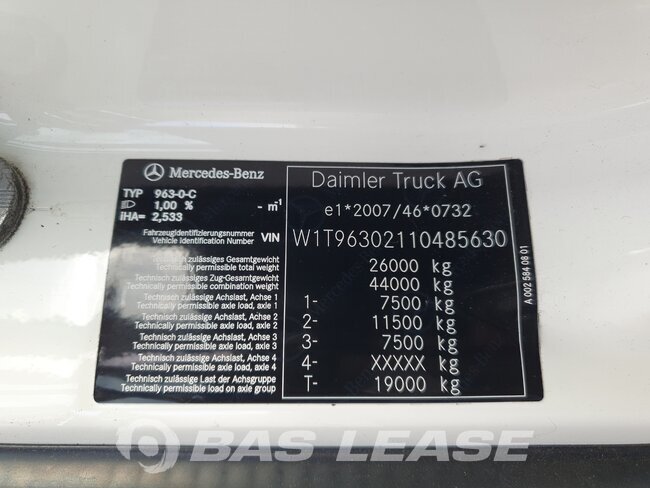 Mercedes-Benz
Daimler Truck AG
TYP 963-0-C
1,00 % - m⁻¹
iHA= 2,533
e1*2007/46*0732
Fahrzeugidentifizierungsnummer
Vehicle Identification Number VIN W1T96302110485630
Technisch zulässiges Gesamtgewicht
Technically permissible total weight 26000 kg
Technisch zulässiges Zug-Gesamtgewicht
Technically permissible combination weight 44000 kg
Technisch zulässige Achslast, Achse 1
Technically permissible axle load, axle 1 1- 7500 kg
Technisch zulässige Achslast, Achse 2
Technically permissible axle load, axle 2 2- 11500 kg
Technisch zulässige Achslast, Achse 3
Technically permissible axle load, axle 3 3- 7500 kg
Technisch zulässige Achslast, Achse 4
Technically permissible axle load, axle 4 4- XXXXX kg
Technisch zulässige Last der Achsgruppe
Technically permissible load on axle group T- 19000 kg
A 002 584 08 01
BAS LEASE